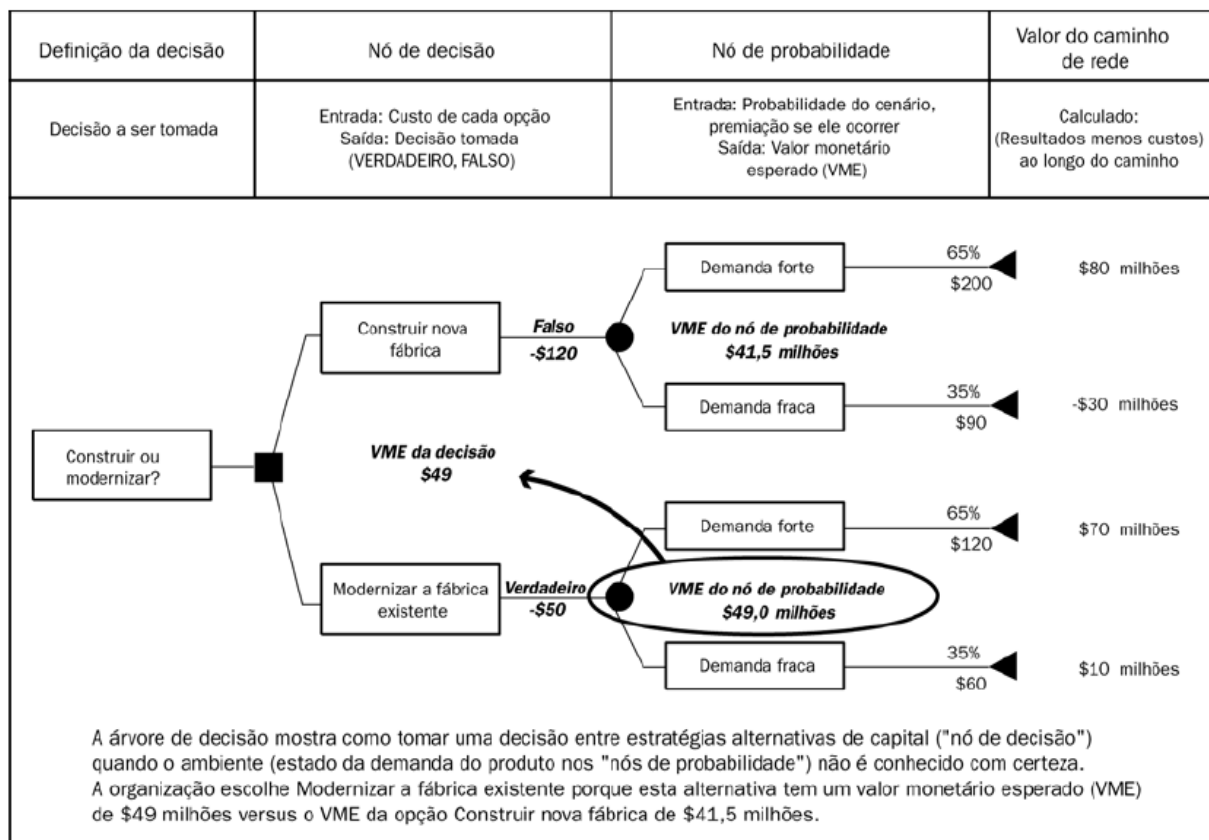 Definição da decisão
Nó de decisão
Nó de probabilidade
Valor do caminho
de rede
Decisão a ser tomada
Entrada: Custo de cada opção
Saída: Decisão tomada
(VERDADEIRO, FALSO)
Entrada: Probabilidade do cenário,
premiação se ele ocorrer
Saída: Valor monetário
esperado (VME)
Calculado:
(Resultados menos custos)
ao longo do caminho
Construir ou
modernizar?
Construir nova
fábrica
Falso
-$120
Demanda forte
65%
$200
$80 milhões
VME do nó de probabilidade
$41,5 milhões
Demanda fraca
35%
$90
-$30 milhões
VME da decisão
$49
Modernizar a fábrica
existente
Verdadeiro
-$50
Demanda forte
65%
$120
$70 milhões
VME do nó de probabilidade
$49,0 milhões
Demanda fraca
35%
$60
$10 milhões
A árvore de decisão mostra como tomar uma decisão entre estratégias alternativas de capital ("nó de decisão")
quando o ambiente (estado da demanda do produto nos "nós de probabilidade") não é conhecido com certeza.
A organização escolhe Modernizar a fábrica existente porque esta alternativa tem um valor monetário esperado (VME)
de $49 milhões versus o VME da opção Construir nova fábrica de $41,5 milhões.